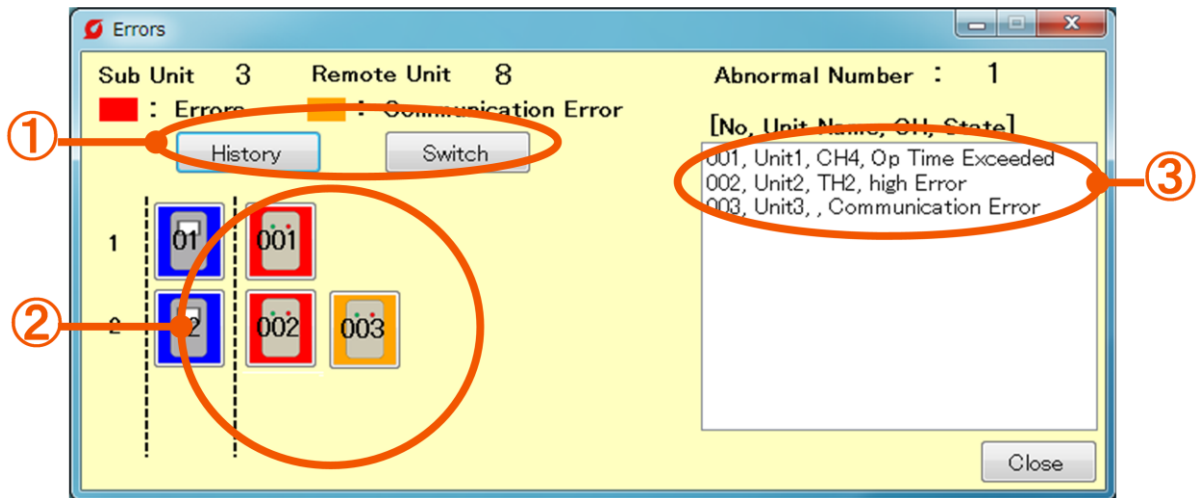 Errors
Sub Unit 3 Remote Unit 8 Abnormal Number : 1
: Errors : Communication Error
[No, Unit Name, CH, State]
①
History Switch
001, Unit1, CH4, Op Time Exceeded
002, Unit2, TH2, high Error
003, Unit3, , Communication Error
③
1 01 001
②
2 02 002 003
Close